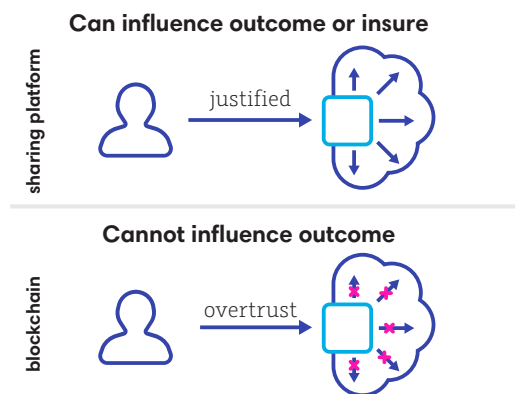 Can influence outcome or insure
sharing platform
justified
Cannot influence outcome
blockchain
overtrust